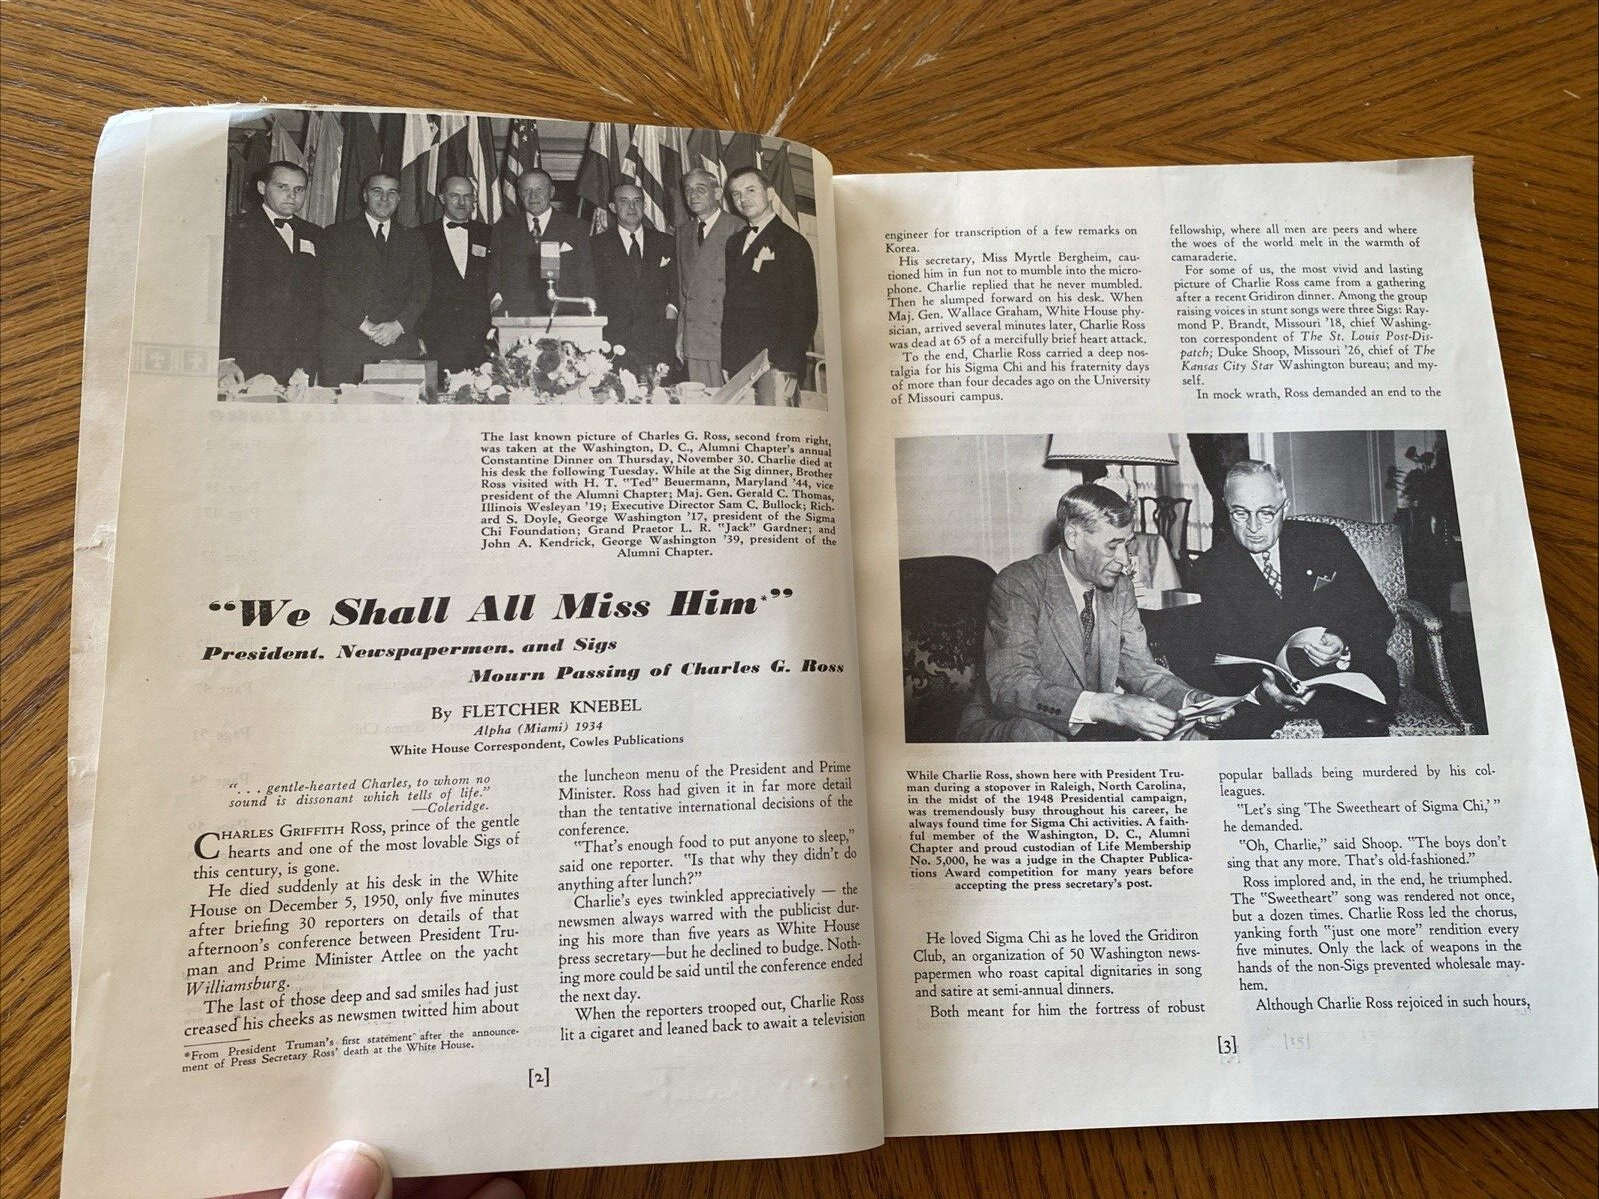 The last known picture of Charles G. Ross, second from right,
was taken at the Washington, D. C., Alumni Chapter's annual
Constantine Dinner on Thursday, November 30. Charlie died at
his desk the following Tuesday. While at the Sig dinner, Brother
Ross visited with H. T. "Ted" Beuermann, Maryland '44, vice
president of the Alumni Chapter; Maj. Gen. Gerald C. Thomas,
Illinois Wesleyan '19; Executive Director Sam C. Bullock; Rich-
ard S. Doyle, George Washington '17, president of the Sigma
Chi Foundation; Grand Praetor L. R. "Jack" Gardner; and
John A. Kendrick, George Washington '39, president of the
Alumni Chapter.
"We Shall All Miss Him*"
President, Newspapermen, and Sigs
Mourn Passing of Charles G. Ross
By FLETCHER KNEBEL
Alpha (Miami) 1934
White House Correspondent, Cowles Publications
". . . gentle-hearted Charles, to whom no
sound is dissonant which tells of life."
—Coleridge.
CHARLES GRIFFITH ROSS, prince of the gentle
hearts and one of the most lovable Sigs of
this century, is gone.
He died suddenly at his desk in the White
House on December 5, 1950, only five minutes
after briefing 30 reporters on details of that
afternoon's conference between President Tru-
man and Prime Minister Attlee on the yacht
Williamsburg.
The last of those deep and sad smiles had just
creased his cheeks as newsmen twitted him about
*From President Truman's first statement after the announce-
ment of Press Secretary Ross' death at the White House.
the luncheon menu of the President and Prime
Minister. Ross had given it in far more detail
than the tentative international decisions of the
conference.
"That's enough food to put anyone to sleep,"
said one reporter. "Is that why they didn't do
anything after lunch?"
Charlie's eyes twinkled appreciatively — the
newsmen always warred with the publicist dur-
ing his more than five years as White House
press secretary—but he declined to budge. Noth-
ing more could be said until the conference ended
the next day.
When the reporters trooped out, Charlie Ross
lit a cigaret and leaned back to await a television
[2]
engineer for transcription of a few remarks on
Korea.
His secretary, Miss Myrtle Bergheim, cau-
tioned him in fun not to mumble into the micro-
phone. Charlie replied that he never mumbled.
Then he slumped forward on his desk. When
Maj. Gen. Wallace Graham, White House phy-
sician, arrived several minutes later, Charlie Ross
was dead at 65 of a mercifully brief heart attack.
To the end, Charlie Ross carried a deep nos-
talgia for his Sigma Chi and his fraternity days
of more than four decades ago on the University
of Missouri campus.
fellowship, where all men are peers and where
the woes of the world melt in the warmth of
camaraderie.
For some of us, the most vivid and lasting
picture of Charlie Ross came from a gathering
after a recent Gridiron dinner. Among the group
raising voices in stunt songs were three Sigs: Ray-
mond P. Brandt, Missouri '18, chief Washing-
ton correspondent of The St. Louis Post-Dis-
patch; Duke Shoop, Missouri '26, chief of The
Kansas City Star Washington bureau; and my-
self.
In mock wrath, Ross demanded an end to the
While Charlie Ross, shown here with President Tru-
man during a stopover in Raleigh, North Carolina,
in the midst of the 1948 Presidential campaign,
was tremendously busy throughout his career, he
always found time for Sigma Chi activities. A faith-
ful member of the Washington, D. C., Alumni
Chapter and proud custodian of Life Membership
No. 5,000, he was a judge in the Chapter Publica-
tions Award competition for many years before
accepting the press secretary's post.
He loved Sigma Chi as he loved the Gridiron
Club, an organization of 50 Washington news-
papermen who roast capital dignitaries in song
and satire at semi-annual dinners.
Both meant for him the fortress of robust
popular ballads being murdered by his col-
leagues.
"Let's sing 'The Sweetheart of Sigma Chi,' "
he demanded.
"Oh, Charlie," said Shoop. "The boys don't
sing that any more. That's old-fashioned."
Ross implored and, in the end, he triumphed.
The "Sweetheart" song was rendered not once,
but a dozen times. Charlie Ross led the chorus,
yanking forth "just one more" rendition every
five minutes. Only the lack of weapons in the
hands of the non-Sigs prevented wholesale may-
hem.
Although Charlie Ross rejoiced in such hours,
[3]